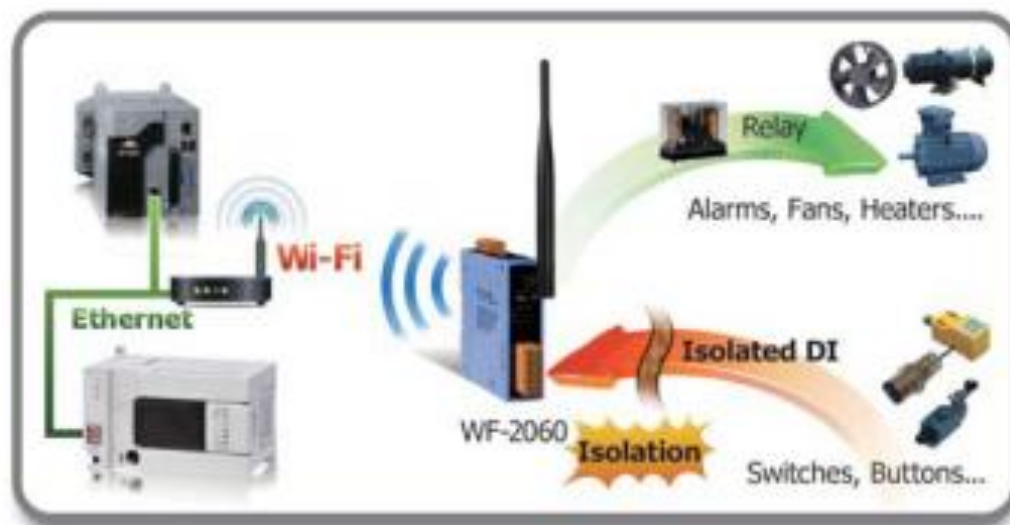 Wi-Fi
Ethernet
Relay
Alarms, Fans, Heaters....
Isolated DI
WF-2060
Isolation
Switches, Buttons...